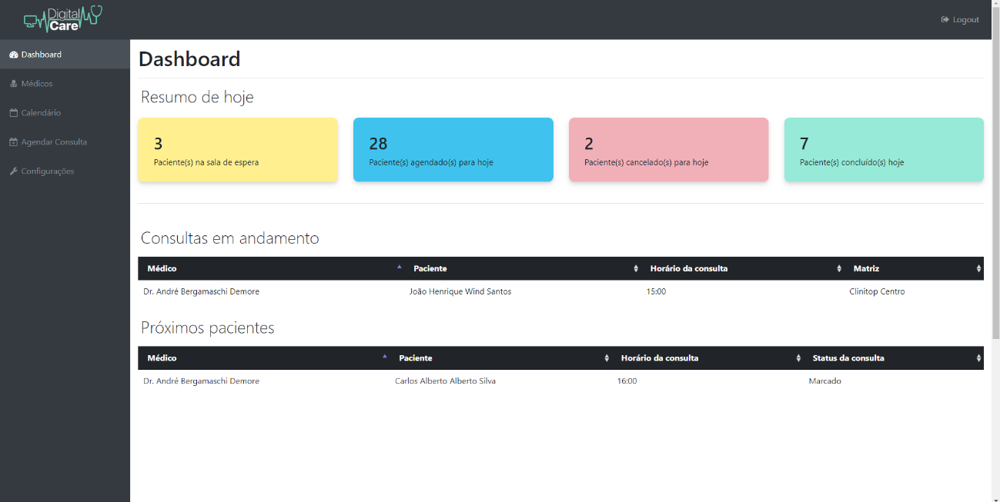 Digital
Care
Logout
Dashboard
Médicos
Calendário
Agendar Consulta
Configurações
Dashboard
Resumo de hoje
3
Paciente(s) na sala de espera
28
Paciente(s) agendado(s) para hoje
2
Paciente(s) cancelado(s) para hoje
7
Paciente(s) concluído(s) hoje
Consultas em andamento
Médico Paciente Horário da consulta Matriz
Dr. André Bergamaschi Demore João Henrique Wind Santos 15:00 Clinitop Centro
Próximos pacientes
Médico Paciente Horário da consulta Status da consulta
Dr. André Bergamaschi Demore Carlos Alberto Alberto Silva 16:00 Marcado